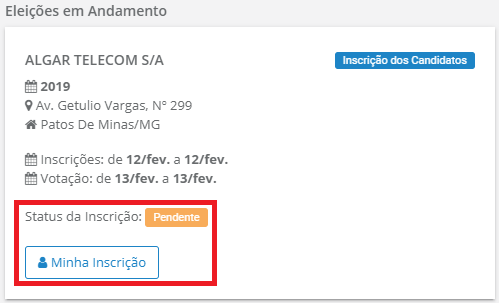 Eleições em Andamento
ALGAR TELECOM S/A
Inscrição dos Candidatos
2019
Av. Getulio Vargas, Nº 299
Patos De Minas/MG
Inscrições: de 12/fev. a 12/fev.
Votação: de 13/fev. a 13/fev.
Status da Inscrição: Pendente
Minha Inscrição